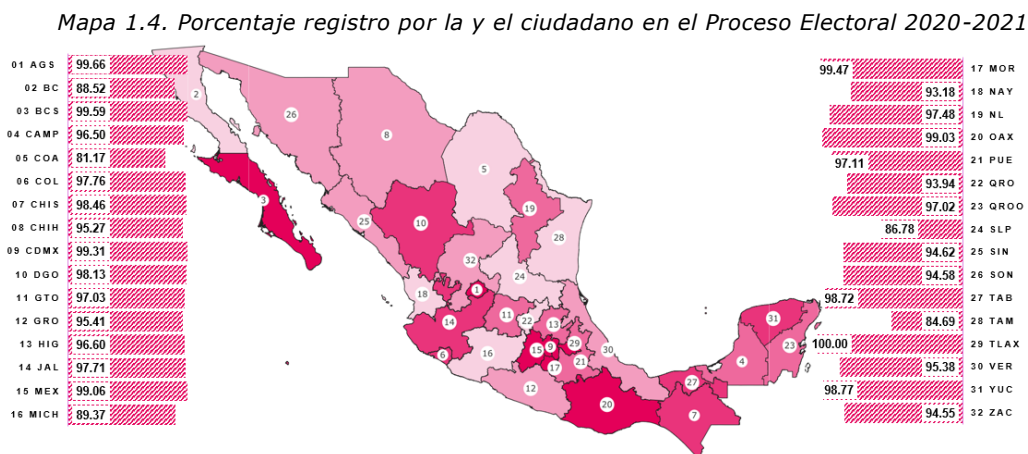 Mapa 1.4. Porcentaje registro por la y el ciudadano en el Proceso Electoral 2020-2021
01 AGS 99.66
02 BC 88.52
03 BCS 99.59
04 CAMP 96.50
05 COA 81.17
06 COL 97.76
07 CHIS 98.46
08 CHIH 95.27
09 CDMX 99.31
10 DGO 98.13
11 GTO 97.03
12 GRO 95.41
13 HIG 96.60
14 JAL 97.71
15 MEX 99.06
16 MICH 89.37
2
26
8
5
3
19
10
25
28
32
24
18
1
14
11
22
13
6
16
15
9
29
17
21
30
12
20
27
7
4
31
23
99.47 17 MOR
93.18 18 NAY
97.48 19 NL
99.03 20 OAX
97.11 21 PUE
93.94 22 QRO
97.02 23 QROO
86.78 24 SLP
94.62 25 SIN
94.58 26 SON
98.72 27 TAB
84.69 28 TAM
100.00 29 TLAX
95.38 30 VER
98.77 31 YUC
94.55 32 ZAC